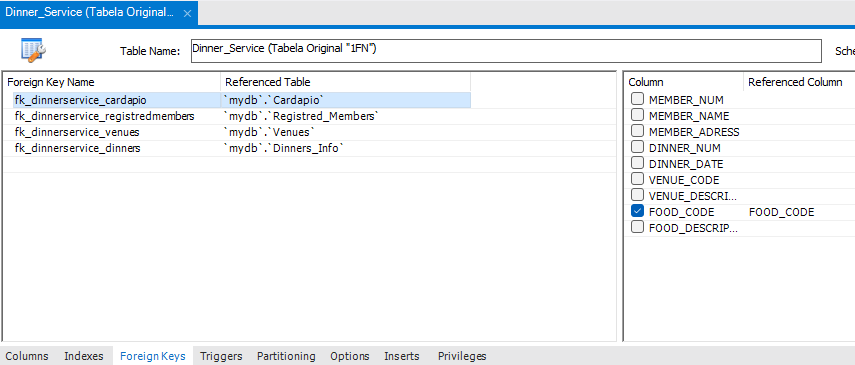 Dinner_Service (Tabela Original... ×
Table Name: Dinner_Service (Tabela Original "1FN") Sche
Foreign Key Name Referenced Table Column Referenced Column
fk_dinnerservice_cardapio `mydb`.`Cardapio` MEMBER_NUM
fk_dinnerservice_registredmembers `mydb`.`Registred_Members` MEMBER_NAME
fk_dinnerservice_venues `mydb`.`Venues` MEMBER_ADRESS
fk_dinnerservice_dinners `mydb`.`Dinners_Info` DINNER_NUM
DINNER_DATE
VENUE_CODE
VENUE_DESCRI...
FOOD_CODE FOOD_CODE
FOOD_DESCRIP...
Columns Indexes Foreign Keys Triggers Partitioning Options Inserts Privileges